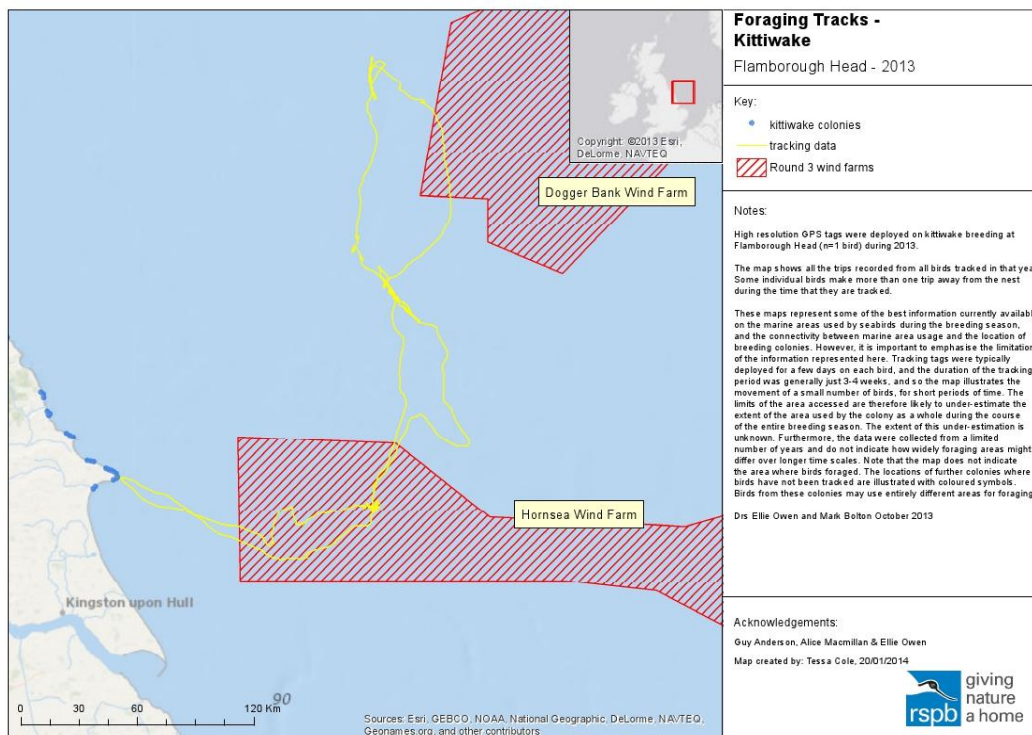 Foraging Tracks -
Kittiwake
Flamborough Head - 2013
Key:
kittiwake colonies
tracking data
Round 3 wind farms
Notes:
High resolution GPS tags were deployed on kittiwake breeding at
Flamborough Head (n=1 bird) during 2013.
The map shows all the trips recorded from all birds tracked in that yea
Some individual birds make more than one trip away from the nest
during the time that they are tracked.
These maps represent some of the best information currently availabl
on the marine areas used by seabirds during the breeding season,
and the connectivity between marine area usage and the location of
breeding colonies. However, it is important to emphasise the limitation
of the information represented here. Tracking tags were typically
deployed for a few days on each bird, and the duration of the tracking
period was generally just 3-4 weeks, and so the map illustrates the
movement of a small number of birds, for short periods of time. The
limits of the area accessed are therefore likely to under-estimate the
extent of the area used by the colony as a whole during the course
of the entire breeding season. The extent of this under-estimation is
unknown. Furthermore, the data were collected from a limited
number of years and do not indicate how widely foraging areas might
differ over longer time scales. Note that the map does not indicate
the area where birds foraged. The locations of further colonies where
birds have not been tracked are illustrated with coloured symbols.
Birds from these colonies may use entirely different areas for foraging
Drs Ellie Owen and Mark Bolton October 2013
Acknowledgements:
Guy Anderson, Alice Macmillan & Ellie Owen
Map created by: Tessa Cole, 20/01/2014
rspb
giving
nature
a home
Copyright: ©2013 Esri,
DeLorme, NAVTEQ
Dogger Bank Wind Farm
Hornsea Wind Farm
Kingston upon Hull
90
0 20 40 60 80 120 Km
Sources: Esri, GEBCO, NOAA, National Geographic, DeLorme, NAVTEQ,
Geonames.org, and other contributors